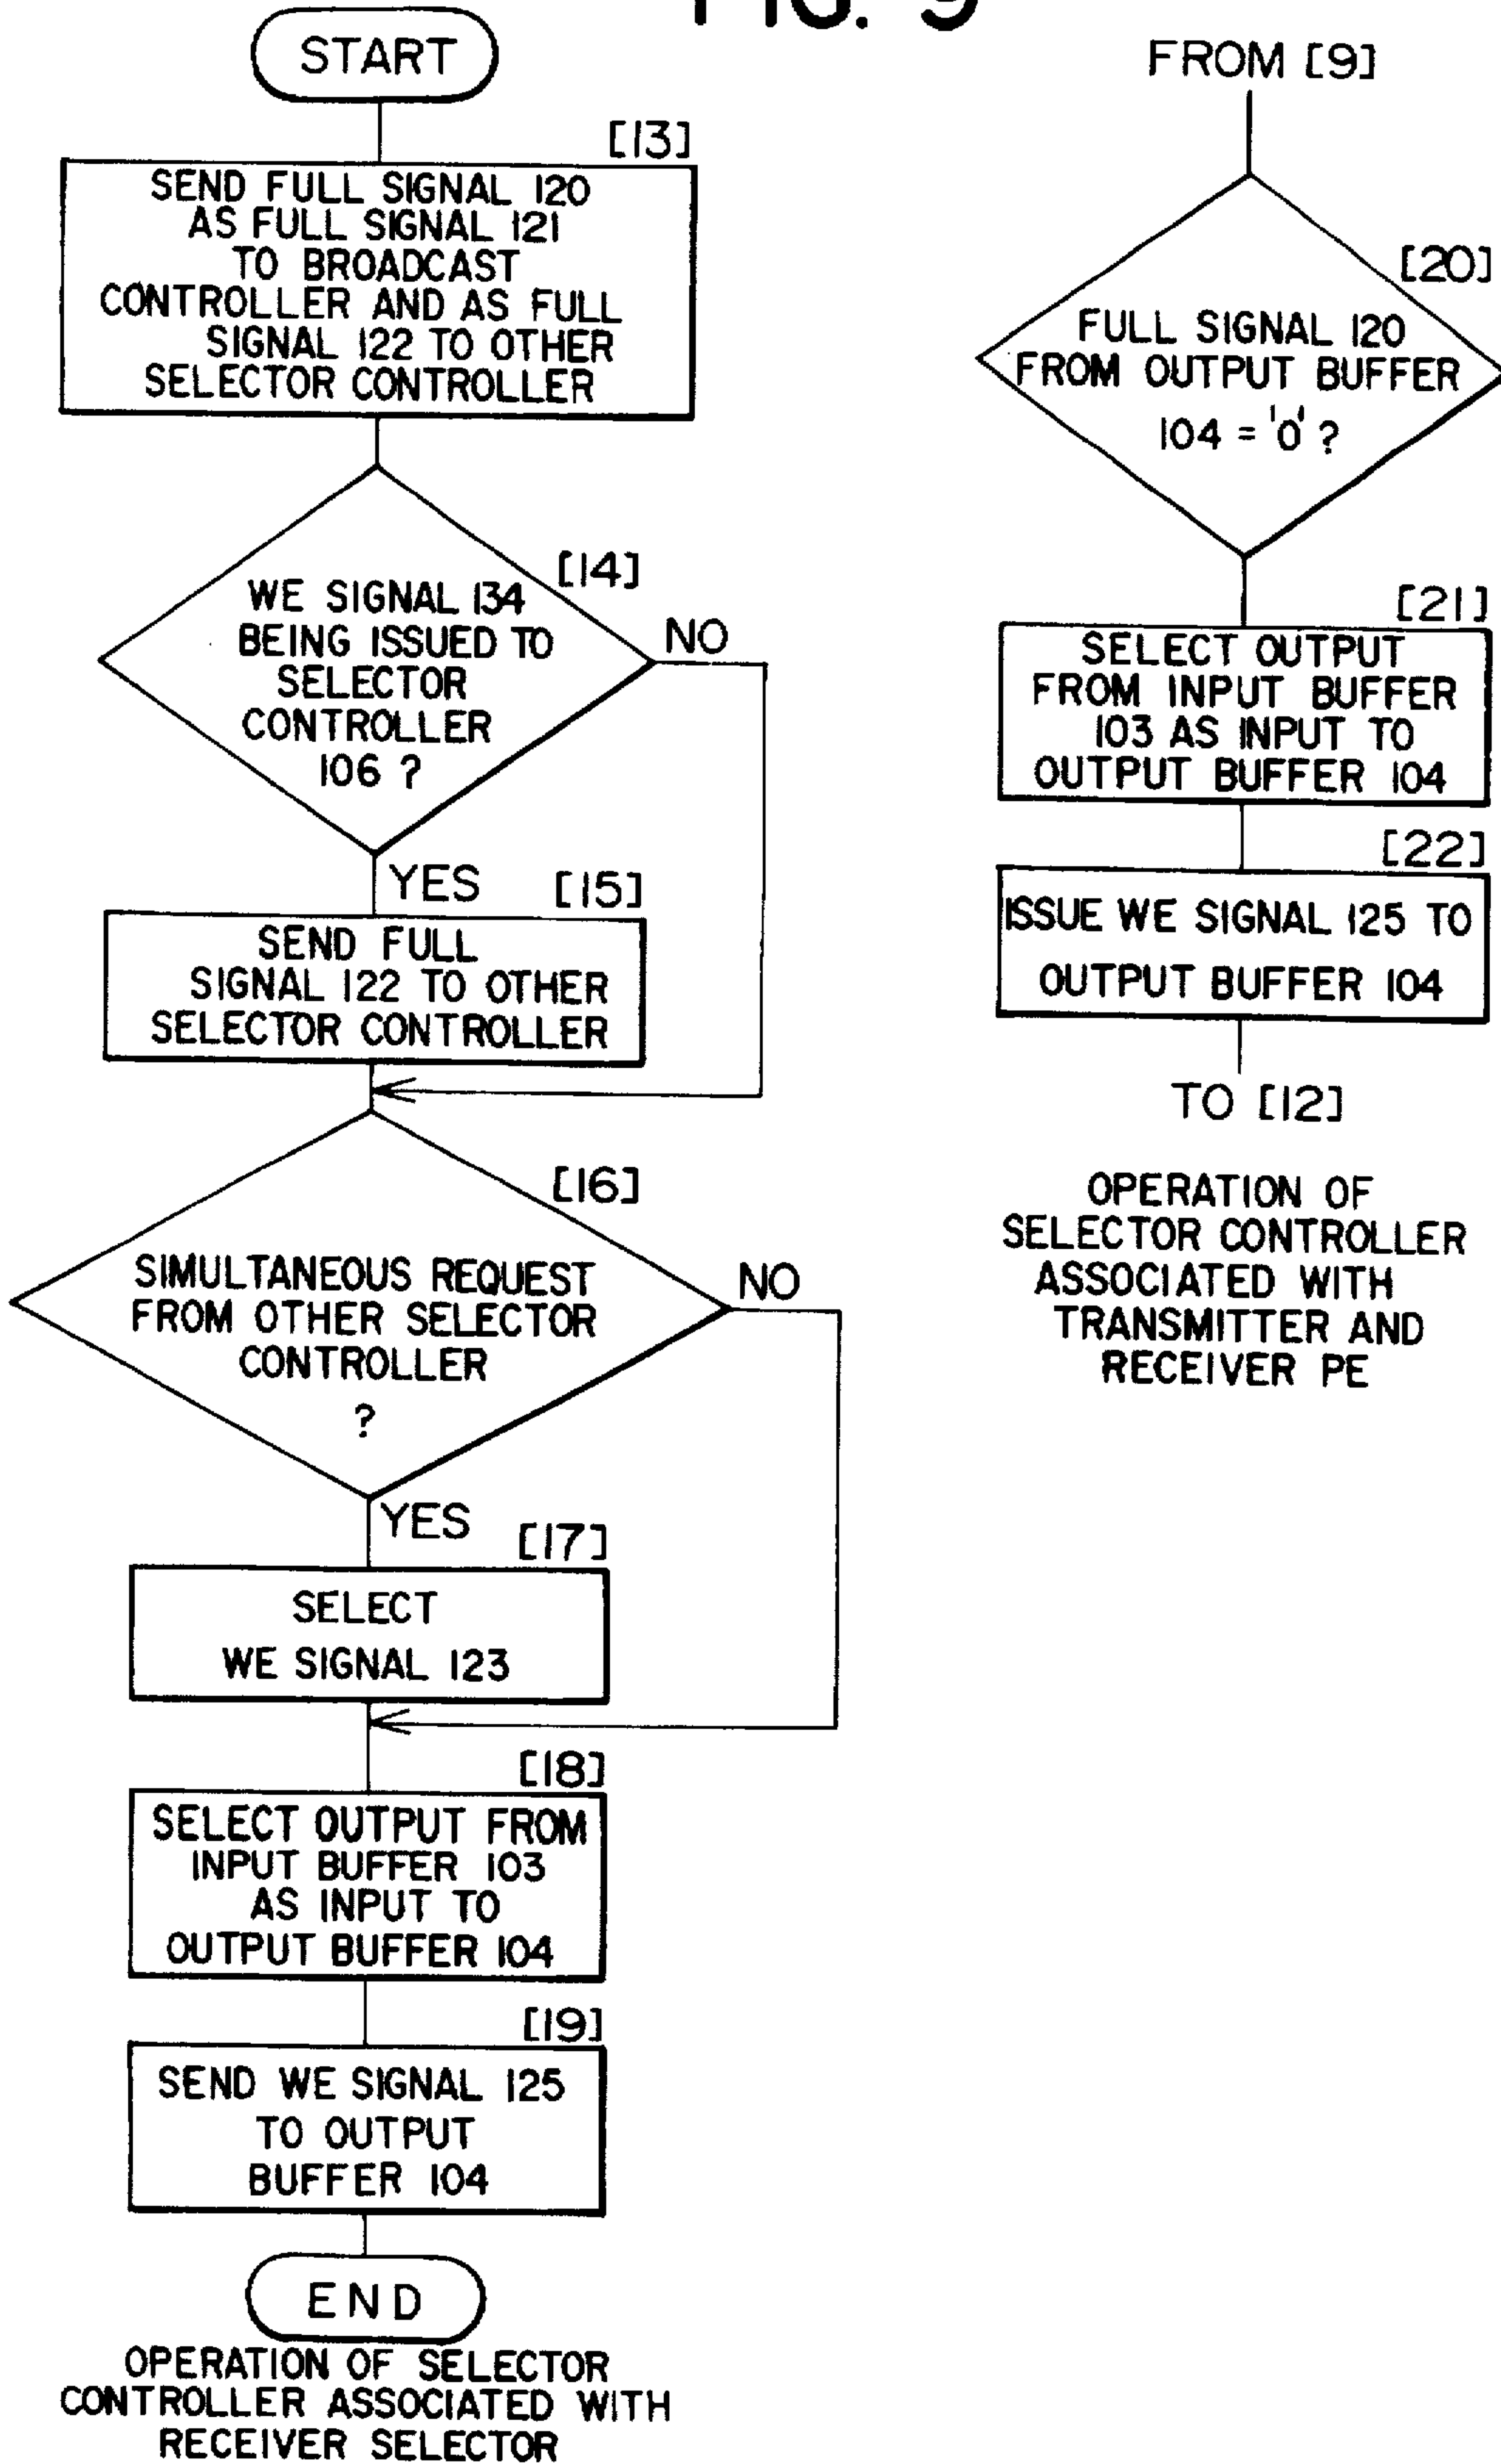 FIG. 9
START
[13]
SEND FULL SIGNAL 120
AS FULL SIGNAL 121
TO BROADCAST
CONTROLLER AND AS FULL
SIGNAL 122 TO OTHER
SELECTOR CONTROLLER
[14]
WE SIGNAL 134
BEING ISSUED TO
SELECTOR
CONTROLLER
106 ?
NO
YES
[15]
SEND FULL
SIGNAL 122 TO OTHER
SELECTOR CONTROLLER
[16]
SIMULTANEOUS REQUEST
FROM OTHER SELECTOR
CONTROLLER
?
NO
YES
[17]
SELECT
WE SIGNAL 123
[18]
SELECT OUTPUT FROM
INPUT BUFFER 103
AS INPUT TO
OUTPUT BUFFER 104
[19]
SEND WE SIGNAL 125
TO OUTPUT
BUFFER 104
END
OPERATION OF SELECTOR
CONTROLLER ASSOCIATED WITH
RECEIVER SELECTOR
FROM [9]
[20]
FULL SIGNAL 120
FROM OUTPUT BUFFER
104 = '0' ?
[21]
SELECT OUTPUT
FROM INPUT BUFFER
103 AS INPUT TO
OUTPUT BUFFER 104
[22]
ISSUE WE SIGNAL 125 TO
OUTPUT BUFFER 104
TO [12]
OPERATION OF
SELECTOR CONTROLLER
ASSOCIATED WITH
TRANSMITTER AND
RECEIVER PE